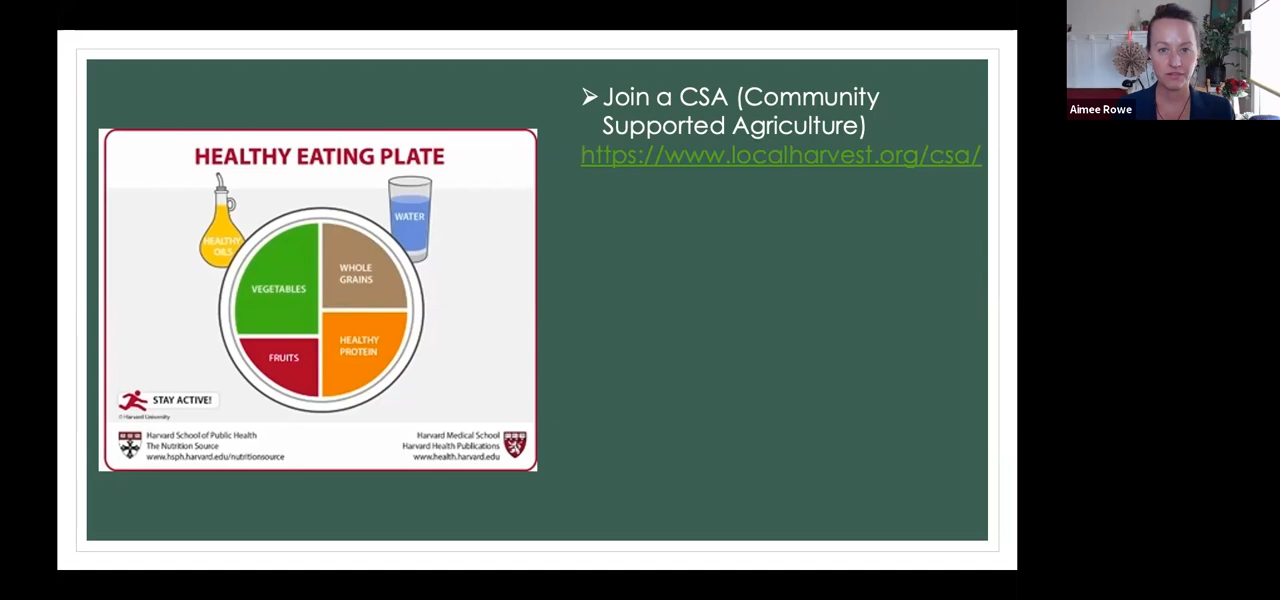 Join a CSA (Community
Supported Agriculture)
https://www.localharvest.org/csa/
HEALTHY EATING PLATE
HEALTHY
OILS
WATER
VEGETABLES
WHOLE
GRAINS
FRUITS
HEALTHY
PROTEIN
STAY ACTIVE!
© Harvard University
Harvard School of Public Health
The Nutrition Source
www.hsph.harvard.edu/nutritionsource
Harvard Medical School
Harvard Health Publications
www.health.harvard.edu
Aimee Rowe